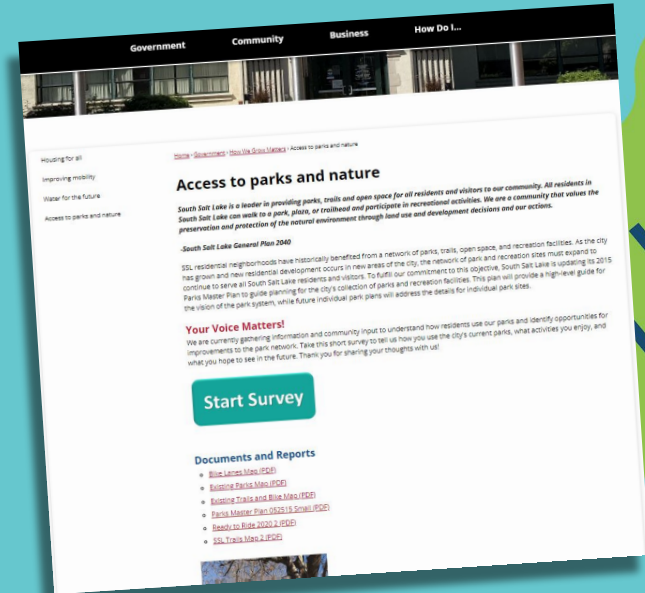 Government Community Business How Do I...
Housing for all
Improving mobility
Water for the future
Access to parks and nature
Home › Government › How We Grow Matters › Access to parks and nature
Access to parks and nature
South Salt Lake is a leader in providing parks, trails and open space for all residents and visitors to our community. All residents in
South Salt Lake can walk to a park, plaza, or trailhead and participate in recreational activities. We are a community that values the
preservation and protection of the natural environment through land use and development decisions and our actions.
-South Salt Lake General Plan 2040
SSL residential neighborhoods have historically benefited from a network of parks, trails, open space, and recreation facilities. As the city
has grown and new residential development occurs in new areas of the city, the network of park and recreation sites must expand to
continue to serve all South Salt Lake residents and visitors. To fulfill our commitment to this objective, South Salt Lake is updating its 2015
Parks Master Plan to guide planning for the city's collection of parks and recreation facilities. This plan will provide a high-level guide for
the vision of the park system, while future individual park plans will address the details for individual park sites.
Your Voice Matters!
We are currently gathering information and community input to understand how residents use our parks and identify opportunities for
improvements to the park network. Take this short survey to tell us how you use the city's current parks, what activities you enjoy, and
what you hope to see in the future. Thank you for sharing your thoughts with us!
Start Survey
Documents and Reports
Bike Lanes Map (PDF)
Existing Parks Map (PDF)
Existing Trails and Bike Map (PDF)
Parks Master Plan 052515 Small (PDF)
Ready to Ride 2020 2 (PDF)
SSL Trails Map 2 (PDF)